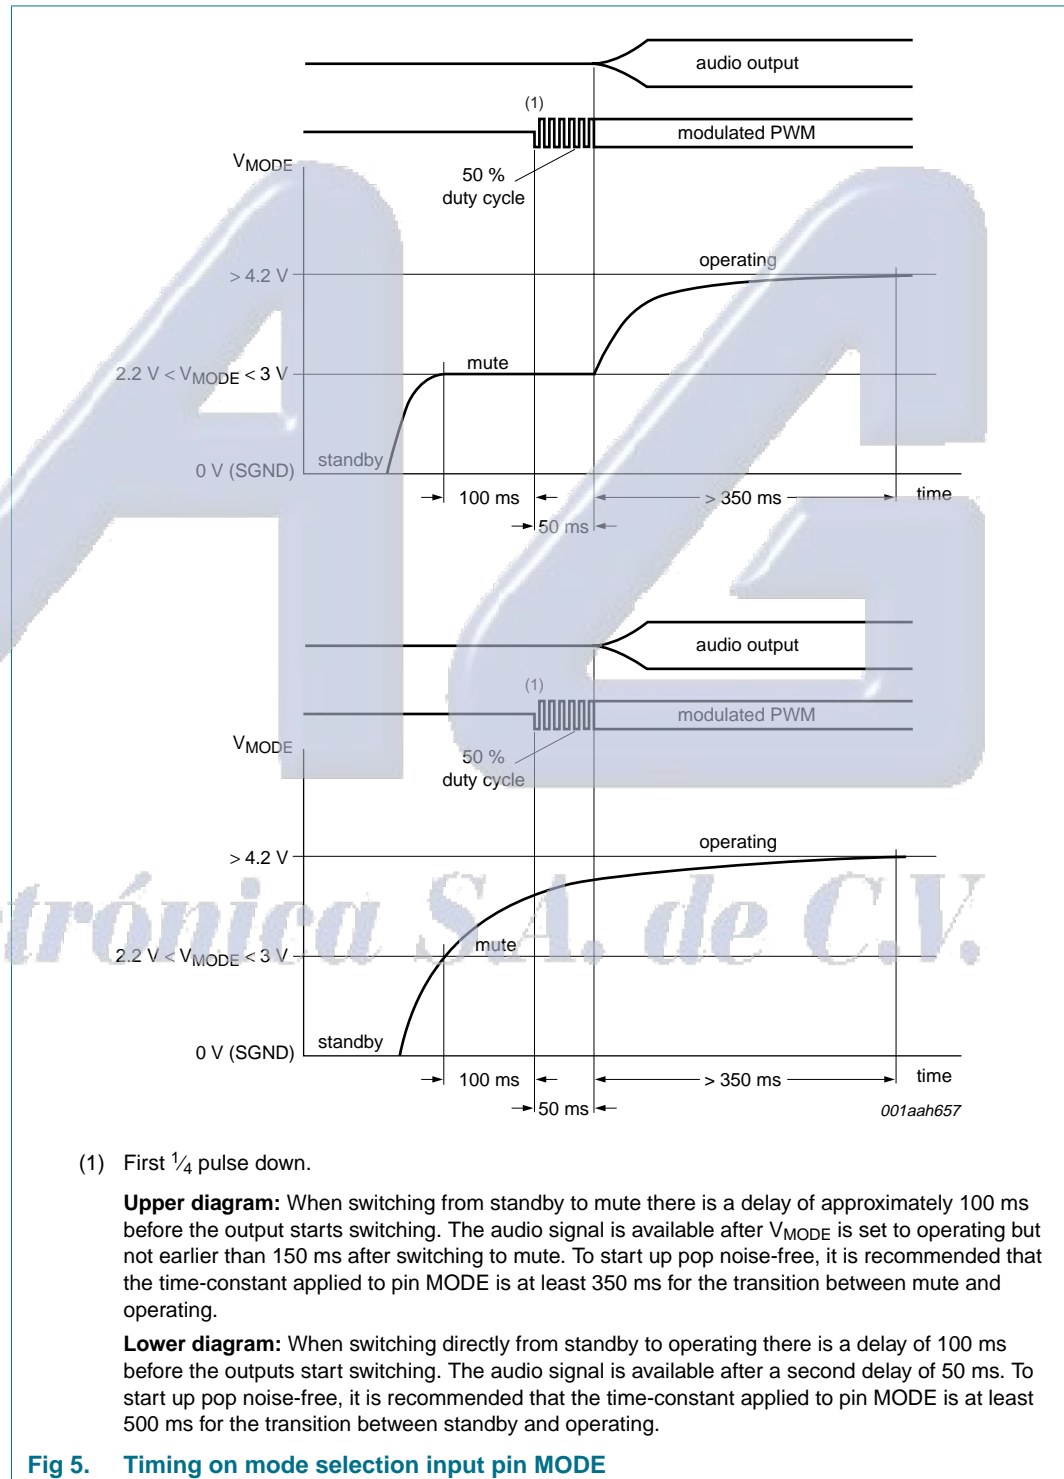 audio output
(1)
modulated PWM
VMODE
50 %
duty cycle
operating
> 4.2 V
mute
2.2 V < VMODE < 3 V
standby
0 V (SGND)
100 ms
> 350 ms
time
50 ms
audio output
(1)
modulated PWM
VMODE
50 %
duty cycle
operating
> 4.2 V
trónica S.A. de C.V.
mute
2.2 V < VMODE < 3 V
standby
0 V (SGND)
100 ms
> 350 ms
time
50 ms
001aah657
(1) First 1⁄4 pulse down.
Upper diagram: When switching from standby to mute there is a delay of approximately 100 ms
before the output starts switching. The audio signal is available after VMODE is set to operating but
not earlier than 150 ms after switching to mute. To start up pop noise-free, it is recommended that
the time-constant applied to pin MODE is at least 350 ms for the transition between mute and
operating.
Lower diagram: When switching directly from standby to operating there is a delay of 100 ms
before the outputs start switching. The audio signal is available after a second delay of 50 ms. To
start up pop noise-free, it is recommended that the time-constant applied to pin MODE is at least
500 ms for the transition between standby and operating.
Fig 5. Timing on mode selection input pin MODE
AG